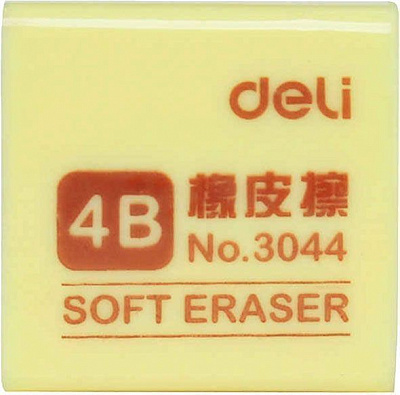 deli
4B 橡皮擦
No.3044
SOFT ERASER